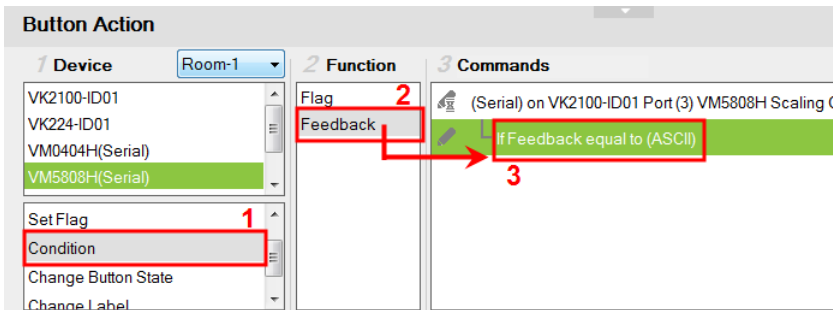 Button Action
1 Device
Room-1
2 Function
3 Commands
VK2100-ID01
VK224-ID01
VM0404H(Serial)
VM5808H(Serial)
Set Flag
1
Condition
Change Button State
Change Label
Flag
2
Feedback
(Serial) on VK2100-ID01 Port (3) VM5808H Scaling
If Feedback equal to (ASCII)
3